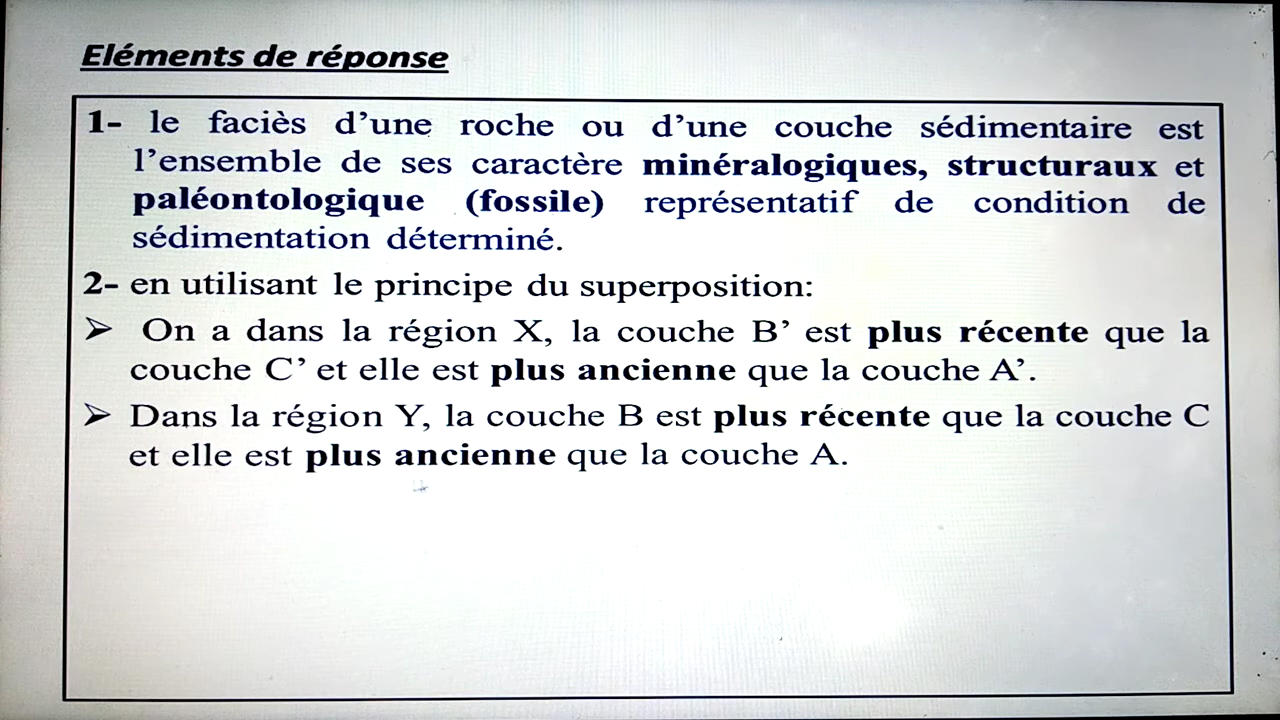 Eléments de réponse
1- le faciès d’une roche ou d’une couche sédimentaire est
l’ensemble de ses caractère minéralogiques, structuraux et
paléontologique (fossile) représentatif de condition de
sédimentation déterminé.
2- en utilisant le principe du superposition:
➢ On a dans la région X, la couche B’ est plus récente que la
couche C’ et elle est plus ancienne que la couche A’.
➢ Dans la région Y, la couche B est plus récente que la couche C
et elle est plus ancienne que la couche A.